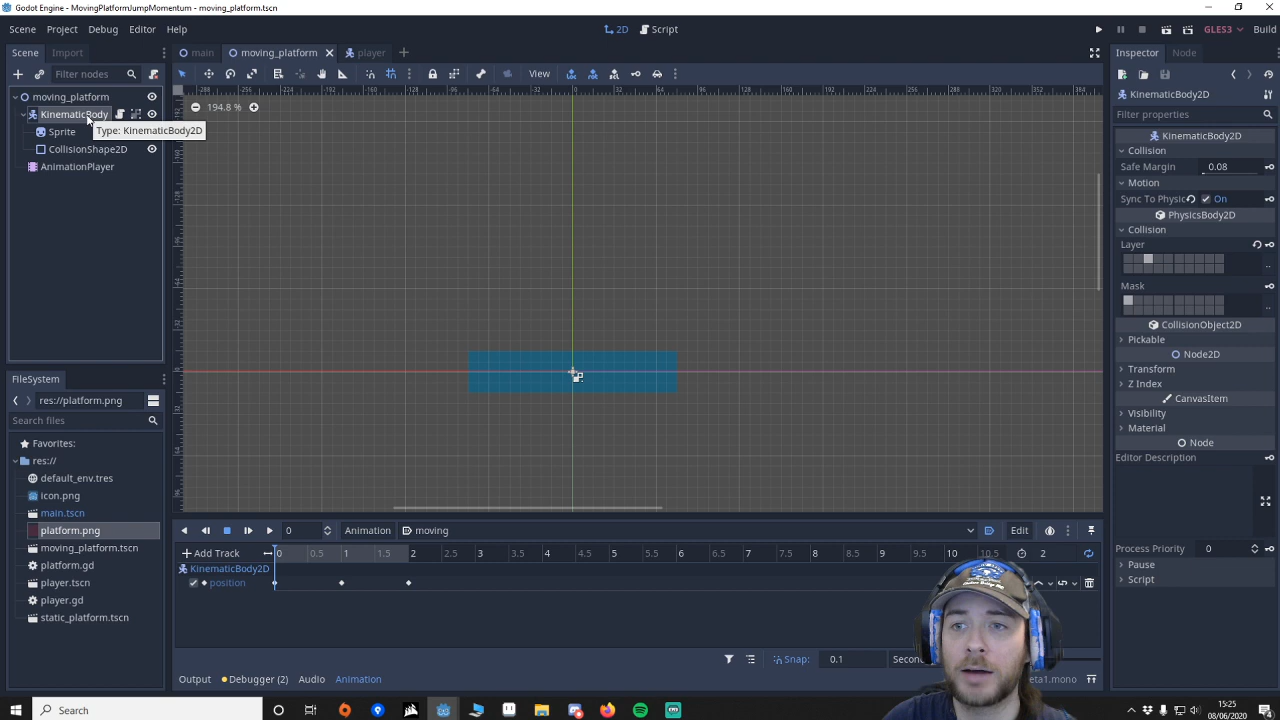 Godot Engine - MovingPlatformJumpMomentum - moving_platform.tscn
Scene Project Debug Editor Help
2D Script
GLES3 Build
Scene Import
main moving_platform player
Inspector Node
Filter nodes
View
moving_platform
KinematicBody
Type: KinematicBody2D
Sprite
CollisionShape2D
AnimationPlayer
194.8 %
KinematicBody2D
Filter properties
KinematicBody2D
Collision
Safe Margin 0.08
Motion
Sync To Physic On
PhysicsBody2D
Collision
Layer
Mask
CollisionObject2D
Pickable
Node2D
Transform
Z Index
CanvasItem
Visibility
Material
Node
Editor Description
Process Priority 0
Pause
Script
FileSystem
res://platform.png
Search files
Favorites:
res://
default_env.tres
icon.png
main.tscn
platform.png
moving_platform.tscn
platform.gd
player.tscn
player.gd
static_platform.tscn
0 Animation moving Edit
Add Track 0 0.5 1 1.5 2 2.5 3 3.5 4 4.5 5 5.5 6 6.5 7 7.5 8 8.5 9 9.5 10 10.5 2
KinematicBody2D
position
Snap: 0.1
Output Debugger (2) Audio Animation
Search
15:25
08/06/2020